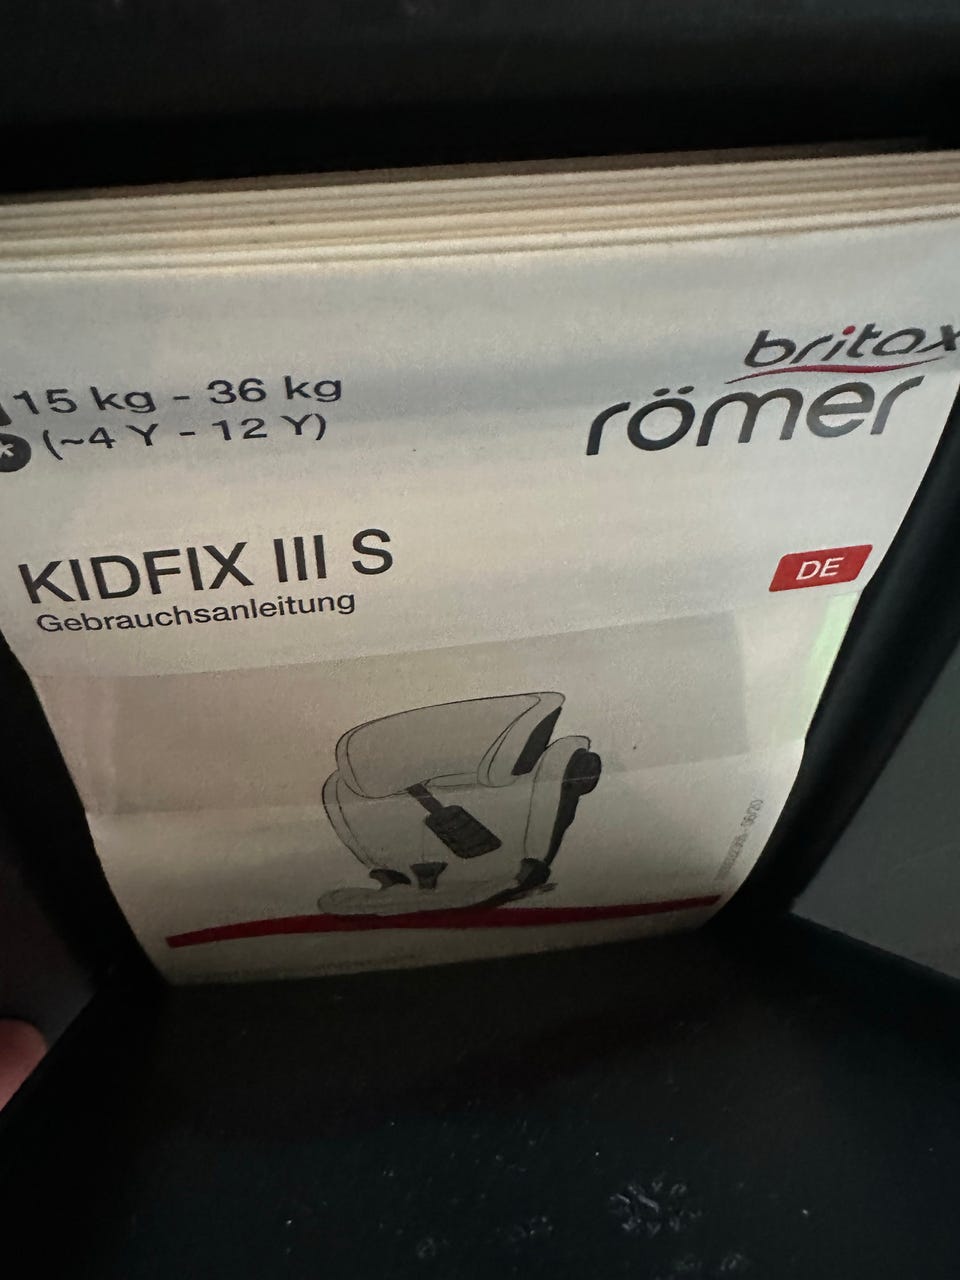 britax
römer
15 kg - 36 kg
(~4 Y - 12 Y)
KIDFIX III S
Gebrauchsanleitung
DE